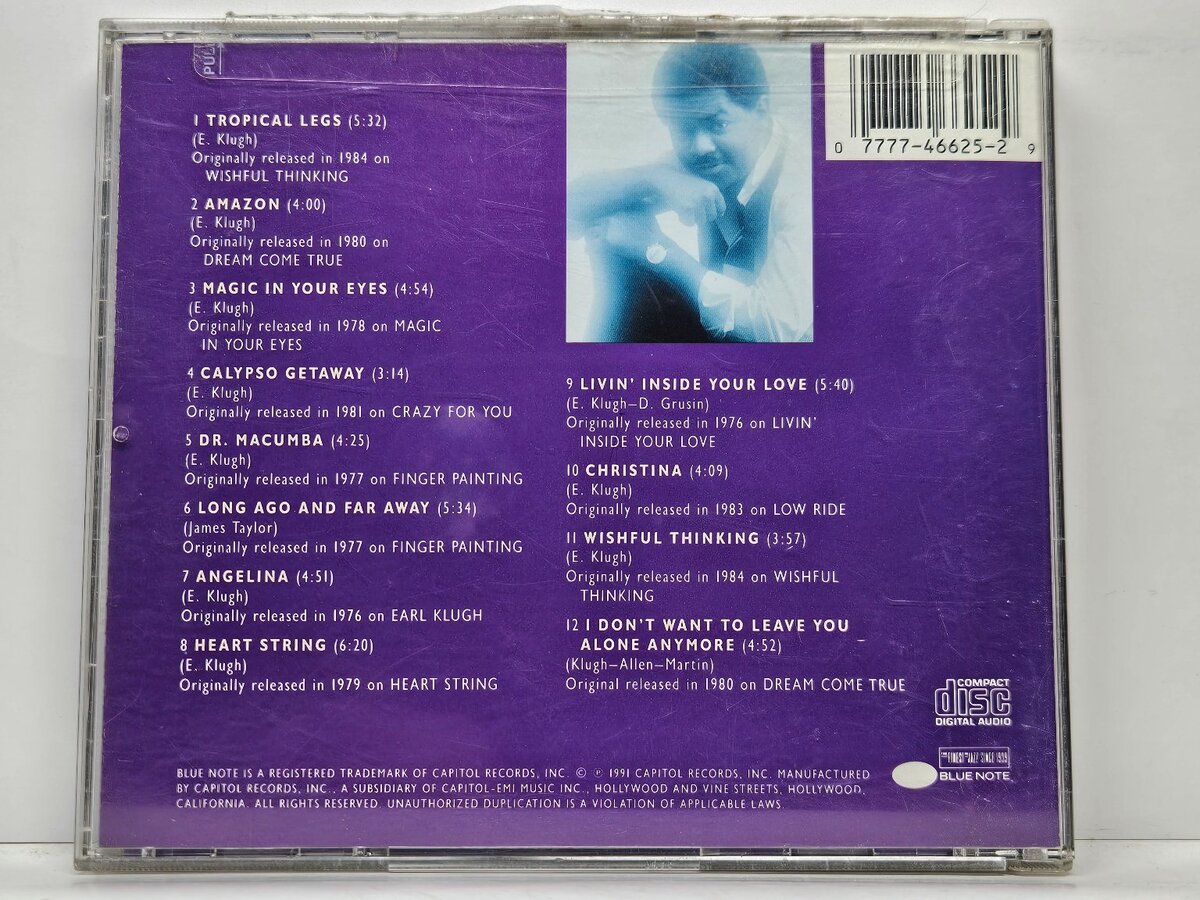 PULL
1 TROPICAL LEGS (5:32)
(E. Klugh)
Originally released in 1984 on
WISHFUL THINKING
2 AMAZON (4:00)
(E. Klugh)
Originally released in 1980 on
DREAM COME TRUE
3 MAGIC IN YOUR EYES (4:54)
(E. Klugh)
Originally released in 1978 on MAGIC
IN YOUR EYES
4 CALYPSO GETAWAY (3:14)
(E. Klugh)
Originally released in 1981 on CRAZY FOR YOU
5 DR. MACUMBA (4:25)
(E. Klugh)
Originally released in 1977 on FINGER PAINTING
6 LONG AGO AND FAR AWAY (5:34)
(James Taylor)
Originally released in 1977 on FINGER PAINTING
7 ANGELINA (4:51)
(E. Klugh)
Originally released in 1976 on EARL KLUGH
8 HEART STRING (6:20)
(E. Klugh)
Originally released in 1979 on HEART STRING
0 7777-46625-2 9
9 LIVIN' INSIDE YOUR LOVE (5:40)
(E. Klugh–D. Grusin)
Originally released in 1976 on LIVIN'
INSIDE YOUR LOVE
10 CHRISTINA (4:09)
(E. Klugh)
Originally released in 1983 on LOW RIDE
11 WISHFUL THINKING (3:57)
(E. Klugh)
Originally released in 1984 on WISHFUL
THINKING
12 I DON'T WANT TO LEAVE YOU
ALONE ANYMORE (4:52)
(Klugh–Allen–Martin)
Original released in 1980 on DREAM COME TRUE
COMPACT
disc
DIGITAL AUDIO
THE FINEST IN JAZZ SINCE 1939
BLUE NOTE
BLUE NOTE IS A REGISTERED TRADEMARK OF CAPITOL RECORDS, INC. © ℗ 1991 CAPITOL RECORDS, INC. MANUFACTURED
BY CAPITOL RECORDS, INC., A SUBSIDIARY OF CAPITOL-EMI MUSIC INC., HOLLYWOOD AND VINE STREETS, HOLLYWOOD,
CALIFORNIA. ALL RIGHTS RESERVED. UNAUTHORIZED DUPLICATION IS A VIOLATION OF APPLICABLE LAWS.